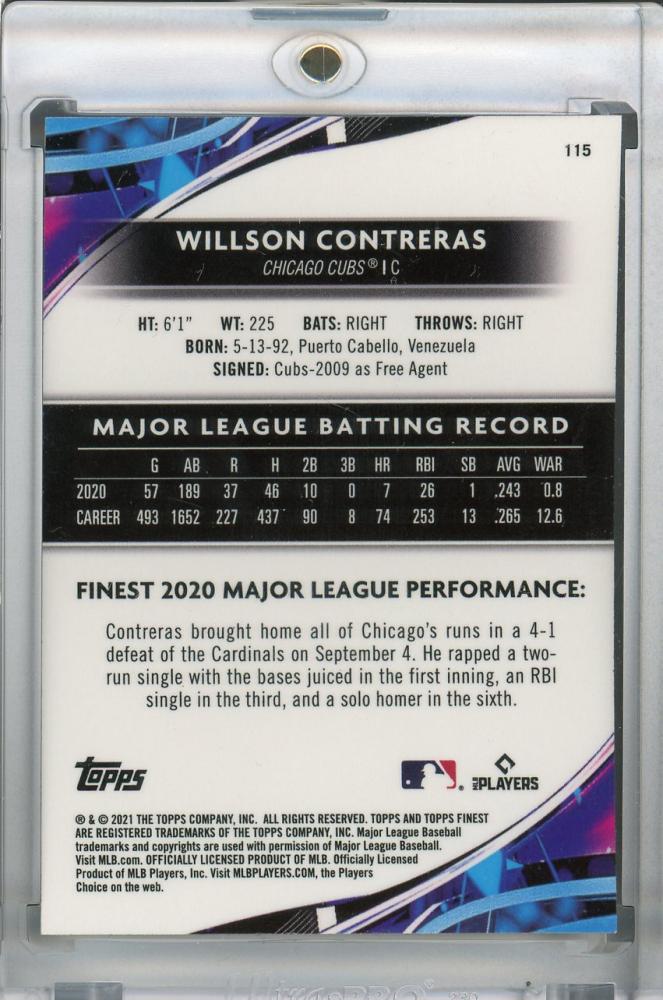 115
WILLSON CONTRERAS
CHICAGO CUBS® I C
HT: 6'1" WT: 225 BATS: RIGHT THROWS: RIGHT
BORN: 5-13-92, Puerto Cabello, Venezuela
SIGNED: Cubs-2009 as Free Agent
MAJOR LEAGUE BATTING RECORD
G AB R H 2B 3B HR RBI SB AVG WAR
2020 57 189 37 46 10 0 7 26 1 .243 0.8
CAREER 493 1652 227 437 90 8 74 253 13 .265 12.6
FINEST 2020 MAJOR LEAGUE PERFORMANCE:
Contreras brought home all of Chicago's runs in a 4-1
defeat of the Cardinals on September 4. He rapped a two-
run single with the bases juiced in the first inning, an RBI
single in the third, and a solo homer in the sixth.
Topps
MLB PLAYERS
® & © 2021 THE TOPPS COMPANY, INC. ALL RIGHTS RESERVED. TOPPS AND TOPPS FINEST
ARE REGISTERED TRADEMARKS OF THE TOPPS COMPANY, INC. Major League Baseball
trademarks and copyrights are used with permission of Major League Baseball.
Visit MLB.com. OFFICIALLY LICENSED PRODUCT OF MLB. Officially Licensed
Product of MLB Players, Inc. Visit MLBPLAYERS.COM, the Players
Choice on the web.